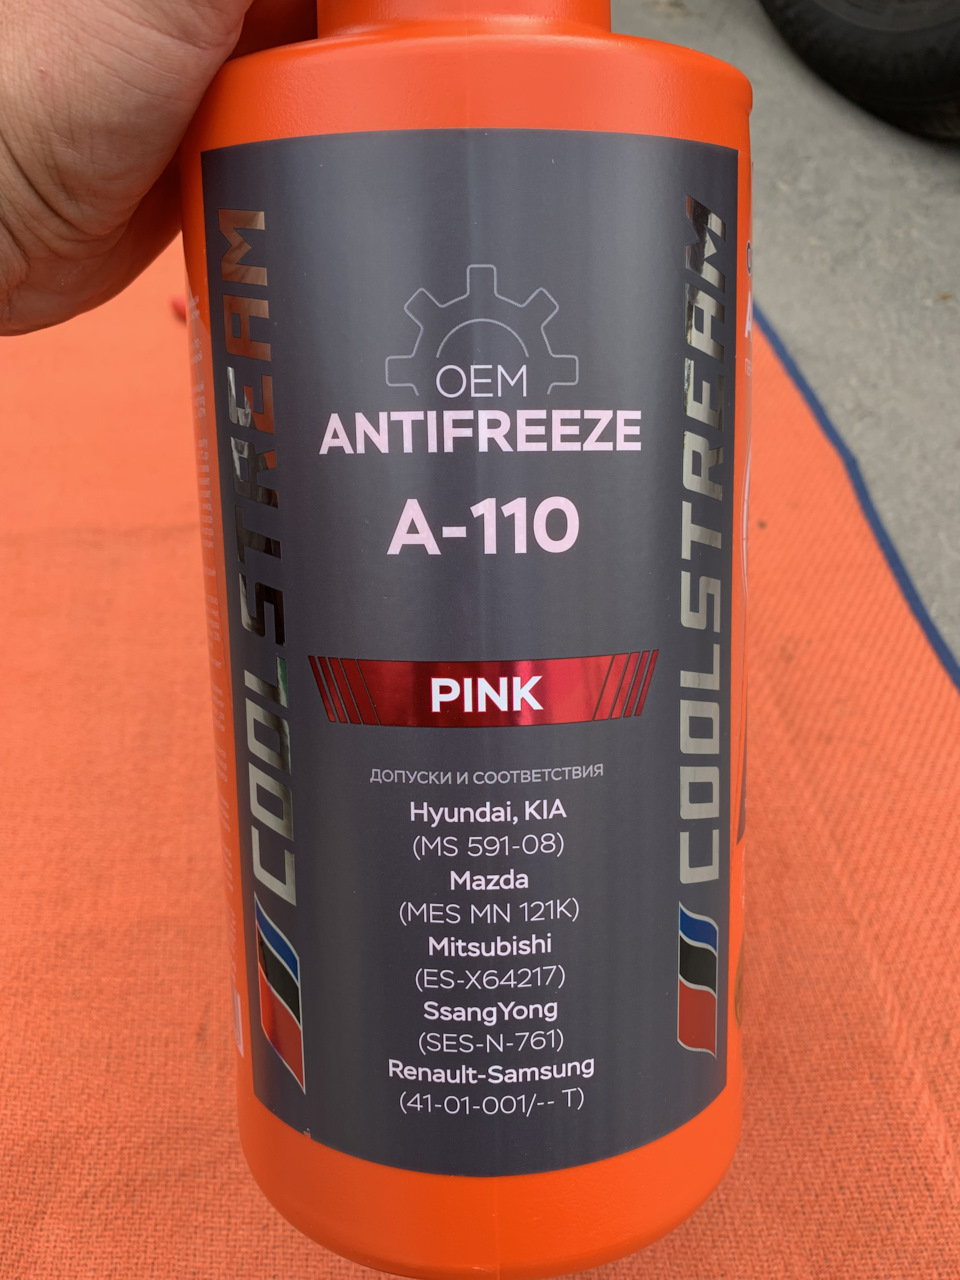 COOLSTREAM
OEM
ANTIFREEZE
A-110
PINK
ДОПУСКИ И СООТВЕТСТВИЯ
Hyundai, KIA
(MS 591-08)
Mazda
(MES MN 121K)
Mitsubishi
(ES-X64217)
SsangYong
(SES-N-761)
Renault-Samsung
(41-01-001/-- T)
COOLSTREAM